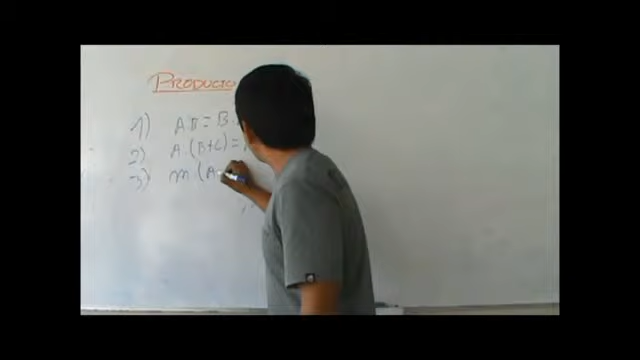 PRODUCTO
1) A.B = B.
2) A.(B+C) =
3) m (A